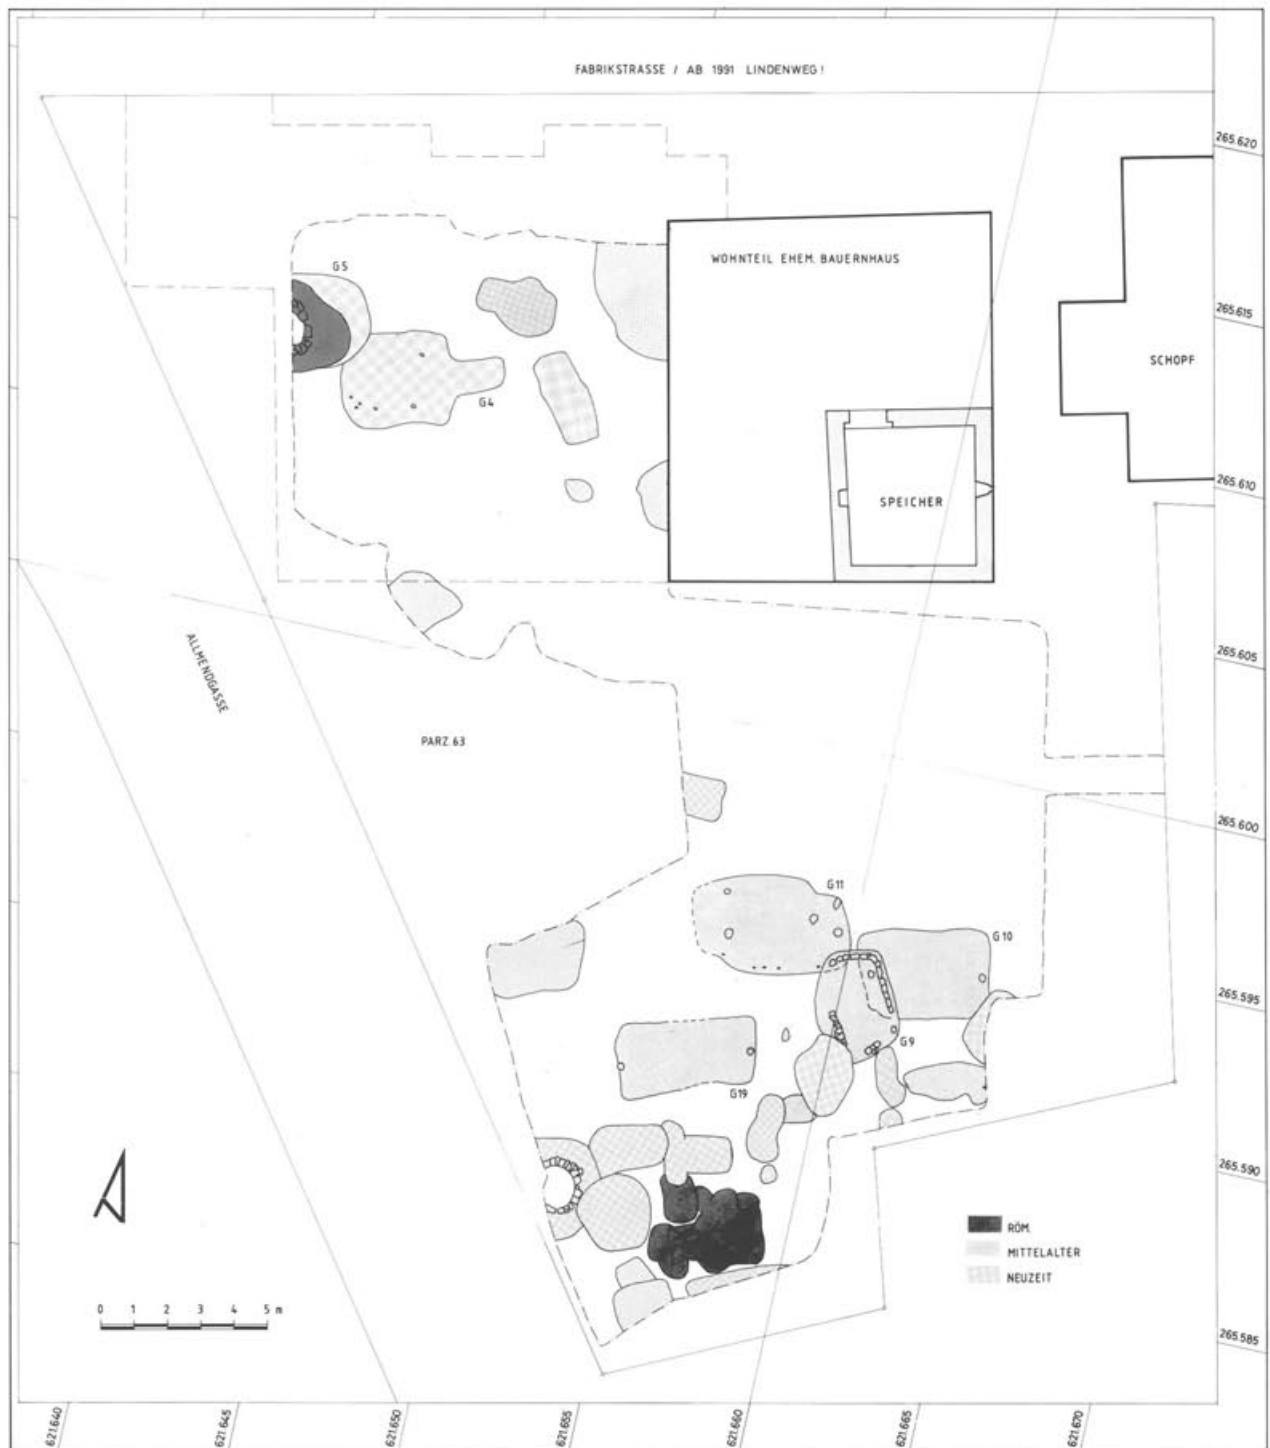 FABRIKSTRASSE / AB 1991 LINDENWEG!
265.620
WOHNTEIL EHEM. BAUERNHAUS
G5
265.615
SCHOPF
G4
265.610
SPEICHER
ALLMENDGASSE
265.605
PARZ. 63
265.600
G11
G10
265.595
G9
G19
265.590
RÖM.
MITTELALTER
NEUZEIT
0 1 2 3 4 5 m
265.585
621.640 621.645 621.650 621.655 621.660 621.665 621.670